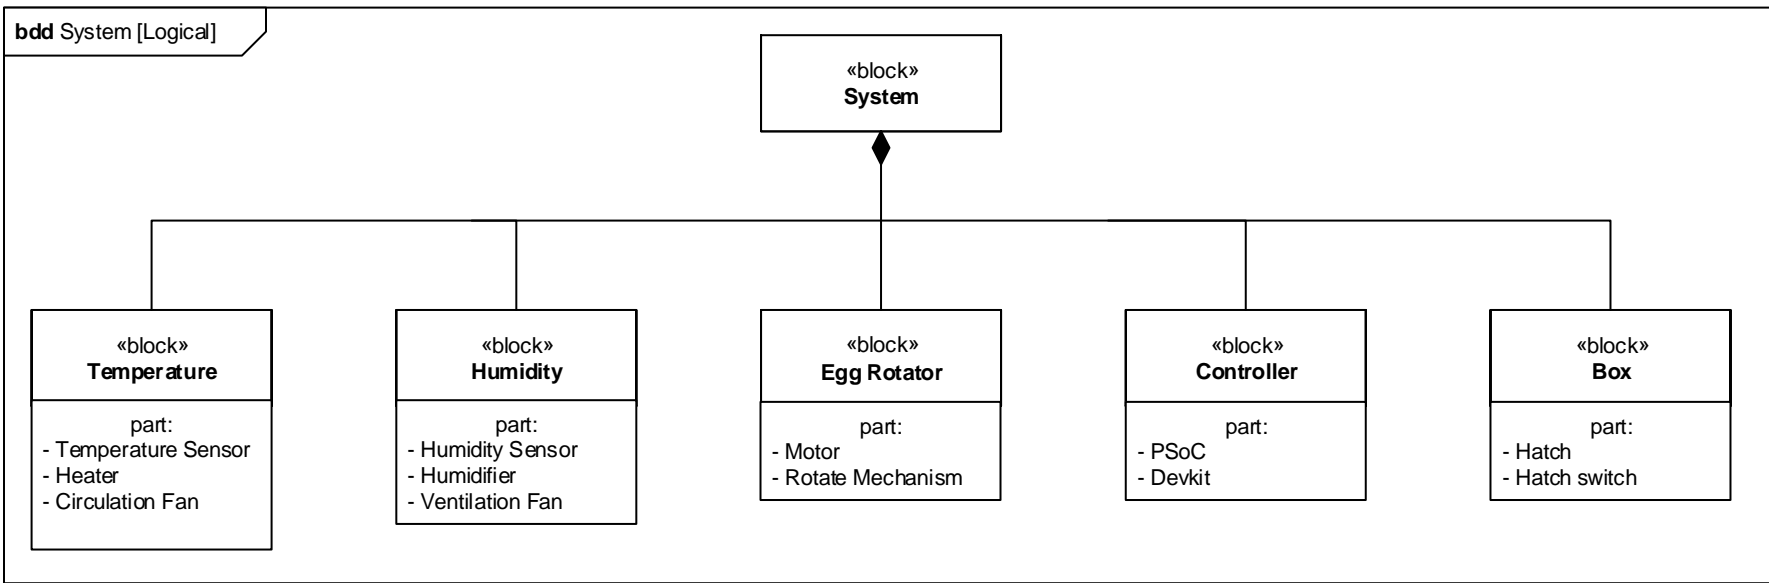 bdd System [Logical]
«block»
System
«block»
Temperature
part:
- Temperature Sensor
- Heater
- Circulation Fan
«block»
Humidity
part:
- Humidity Sensor
- Humidifier
- Ventilation Fan
«block»
Egg Rotator
part:
- Motor
- Rotate Mechanism
«block»
Controller
part:
- PSoC
- Devkit
«block»
Box
part:
- Hatch
- Hatch switch